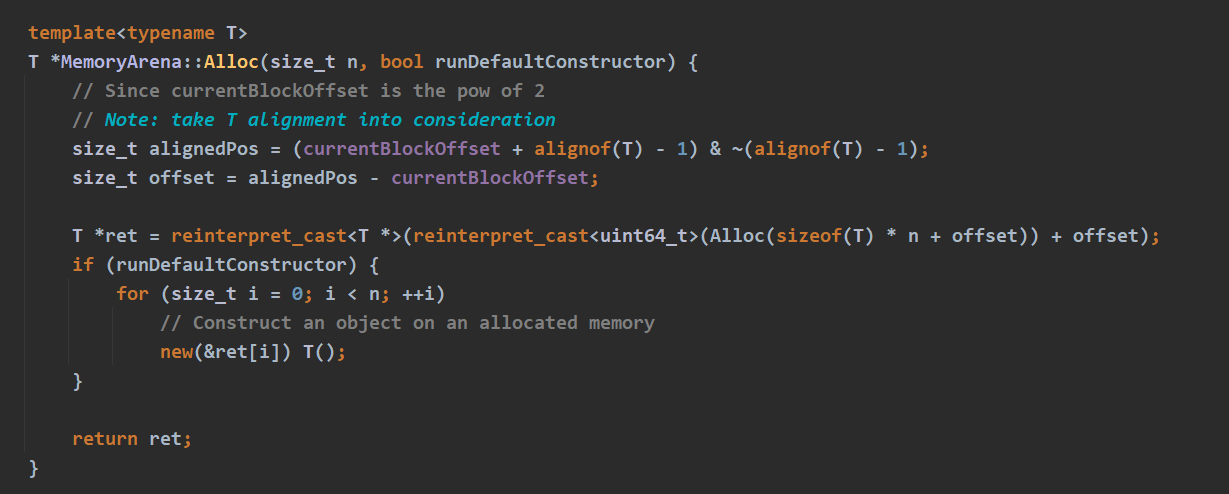 template<typename T>
T *MemoryArena::Alloc(size_t n, bool runDefaultConstructor) {
    // Since currentBlockOffset is the pow of 2
    // Note: take T alignment into consideration
    size_t alignedPos = (currentBlockOffset + alignof(T) - 1) & ~(alignof(T) - 1);
    size_t offset = alignedPos - currentBlockOffset;

    T *ret = reinterpret_cast<T *>(reinterpret_cast<uint64_t>(Alloc(sizeof(T) * n + offset)) + offset);
    if (runDefaultConstructor) {
        for (size_t i = 0; i < n; ++i)
            // Construct an object on an allocated memory
            new(&ret[i]) T();
    }

    return ret;
}